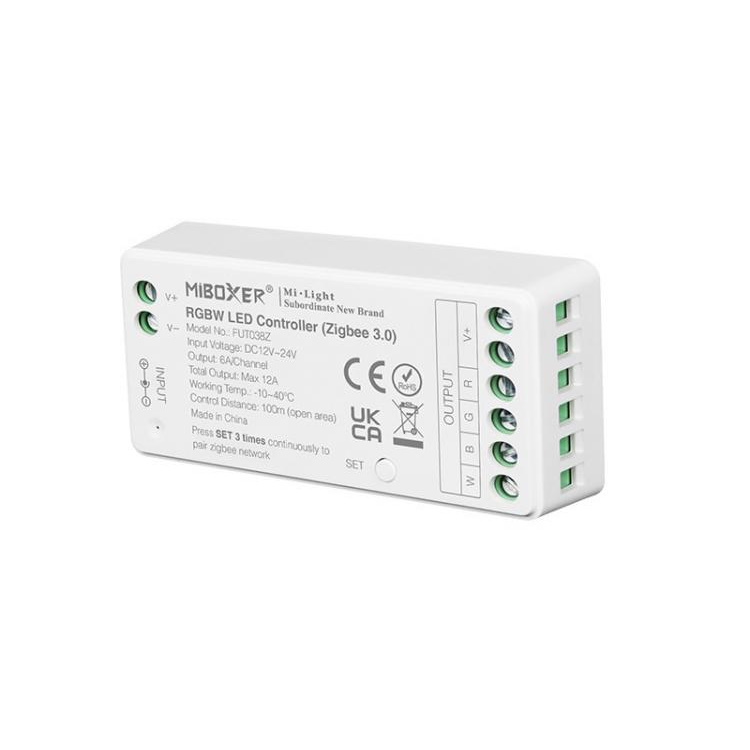 MiBOXER® | Mi·Light
Subordinate New Brand
RGBW LED Controller (Zigbee 3.0)
Model No.: FUT038Z
Input Voltage: DC12V~24V
Output: 6A/Channel
Total Output: Max 12A
Working Temp.: -10~40°C
Control Distance: 100m (open area)
Made in China
Press SET 3 times continuously to
pair zigbee network
V+
V−
INPUT
CE
RoHS
UK
CA
SET
OUTPUT
V+
R
G
B
W